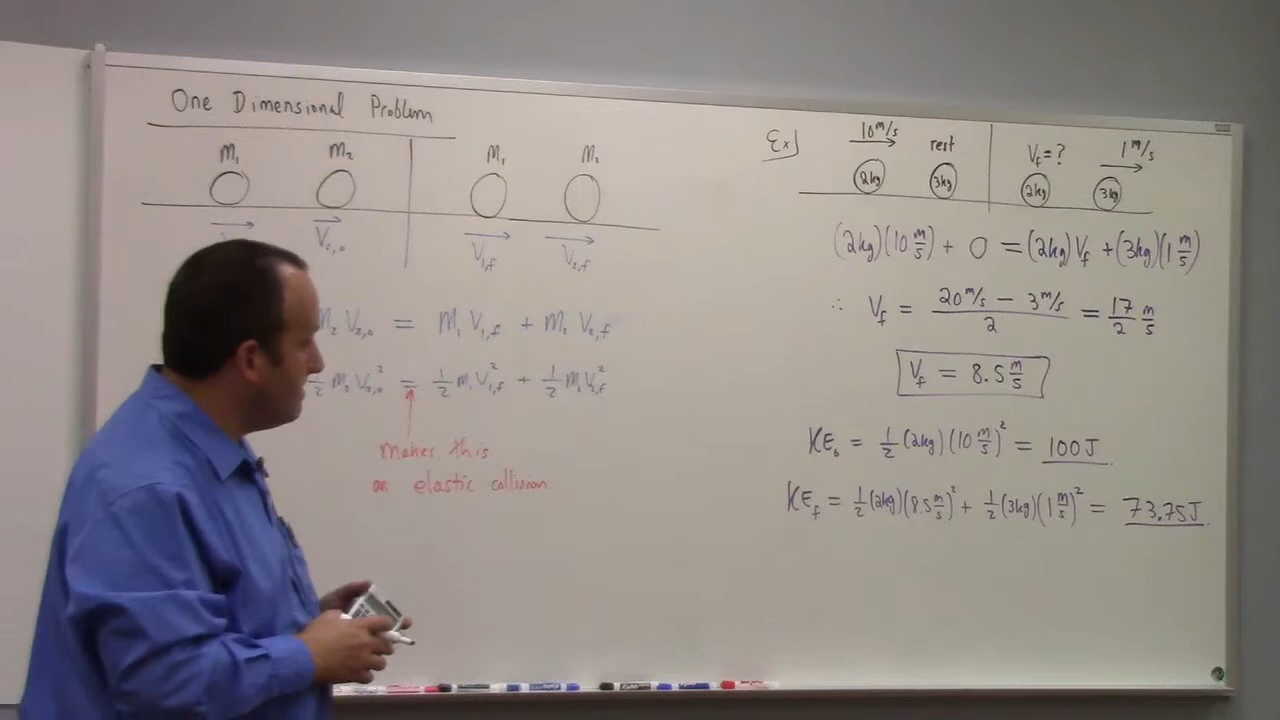 One Dimensional Problem
M₁ M₂ M₁ M₂
V₂,₀ V₁,f V₂,f
M₂ V₂,₀ = M₁ V₁,f + M₂ V₂,f
½ M₂ V₂,₀² = ½ M₁ V₁,f² + ½ M₂ V₂,f²
makes this
an elastic collision
Ex) 10 m/s rest V_f = ? 1 m/s
2kg 3kg 2kg 3kg
(2kg)(10 m/s) + 0 = (2kg) V_f + (3kg)(1 m/s)
∴ V_f = (20 m/s − 3 m/s)/2 = 17/2 m/s
V_f = 8.5 m/s
KE₀ = ½ (2kg)(10 m/s)² = 100 J
KE_f = ½ (2kg)(8.5 m/s)² + ½ (3kg)(1 m/s)² = 73.75 J